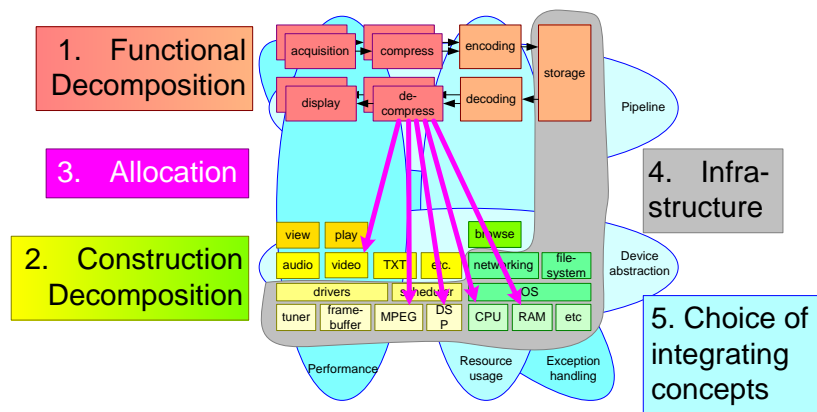 1. Functional
Decomposition
acquisition
compress
encoding
storage
display
de-
compress
decoding
Pipeline
3. Allocation
4. Infra-
structure
view
play
browse
2. Construction
Decomposition
audio
video
TXT
etc.
networking
file-
system
Device
abstraction
drivers
scheduler
OS
tuner
frame-
buffer
MPEG
DS
P
CPU
RAM
etc
5. Choice of
integrating
concepts
Performance
Resource
usage
Exception
handling